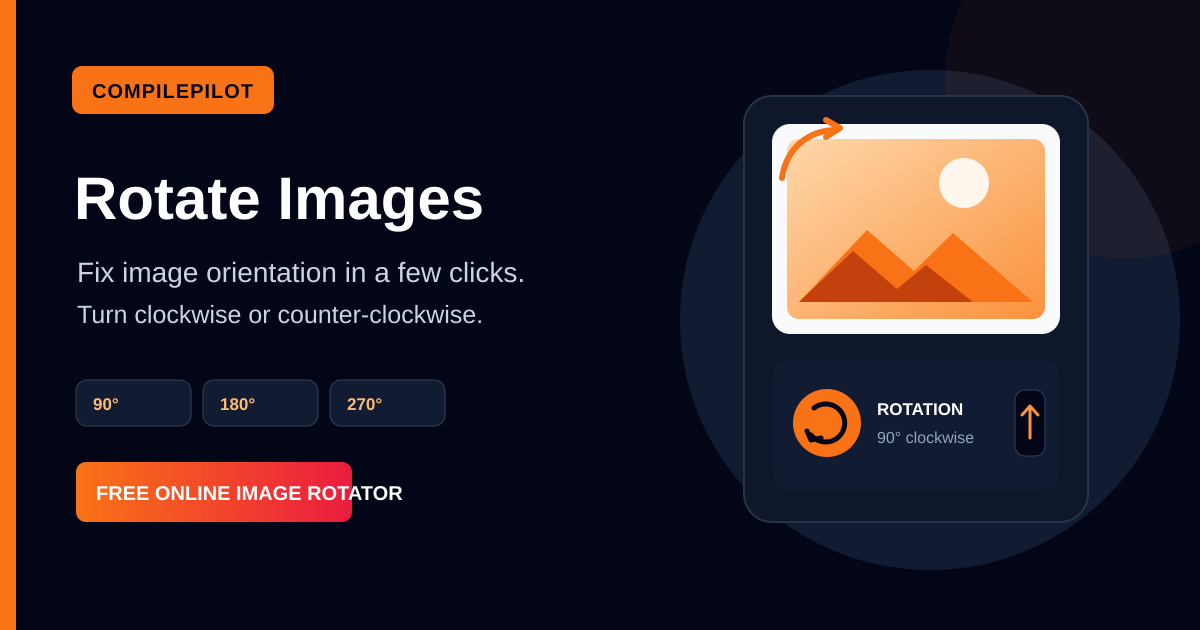 COMPILEPILOT
Rotate Images
Fix image orientation in a few clicks.
Turn clockwise or counter-clockwise.
90°
180°
270°
FREE ONLINE IMAGE ROTATOR
ROTATION
90° clockwise